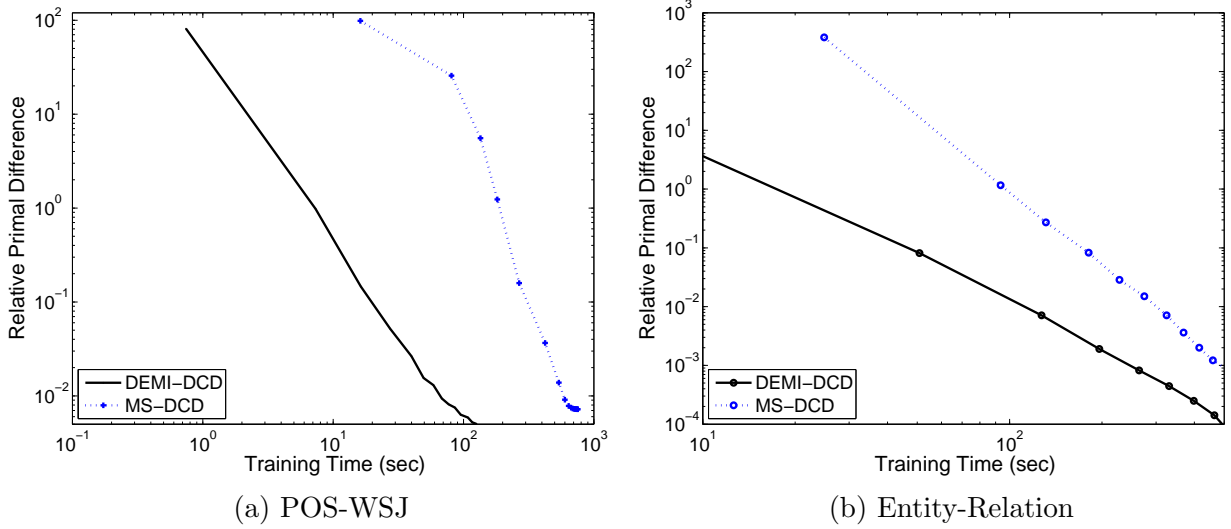 10^2
10^1
10^0
10^−1
10^−2
Relative Primal Difference
DEMI−DCD
MS−DCD
10^−1
10^0
10^1
10^2
10^3
Training Time (sec)
(a) POS-WSJ
10^3
10^2
10^1
10^0
10^−1
10^−2
10^−3
10^−4
Relative Primal Difference
DEMI−DCD
MS−DCD
10^1
10^2
Training Time (sec)
(b) Entity-Relation